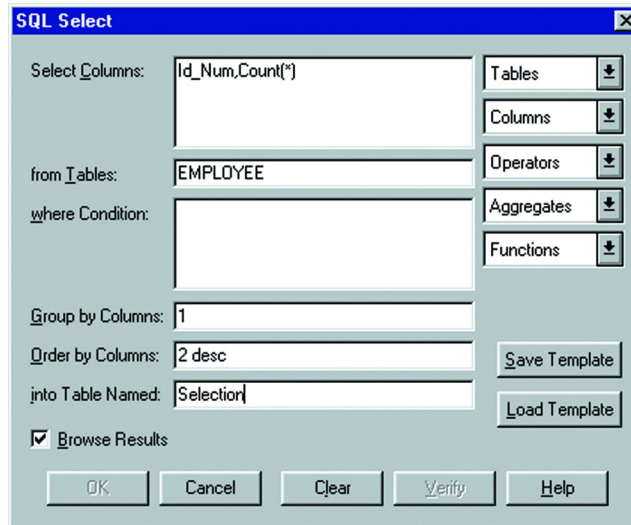 SQL Select
Select Columns: Id_Num,Count(*)
Tables
Columns
from Tables: EMPLOYEE
Operators
where Condition:
Aggregates
Functions
Group by Columns: 1
Order by Columns: 2 desc
Save Template
into Table Named: Selection
Load Template
Browse Results
OK Cancel Clear Verify Help